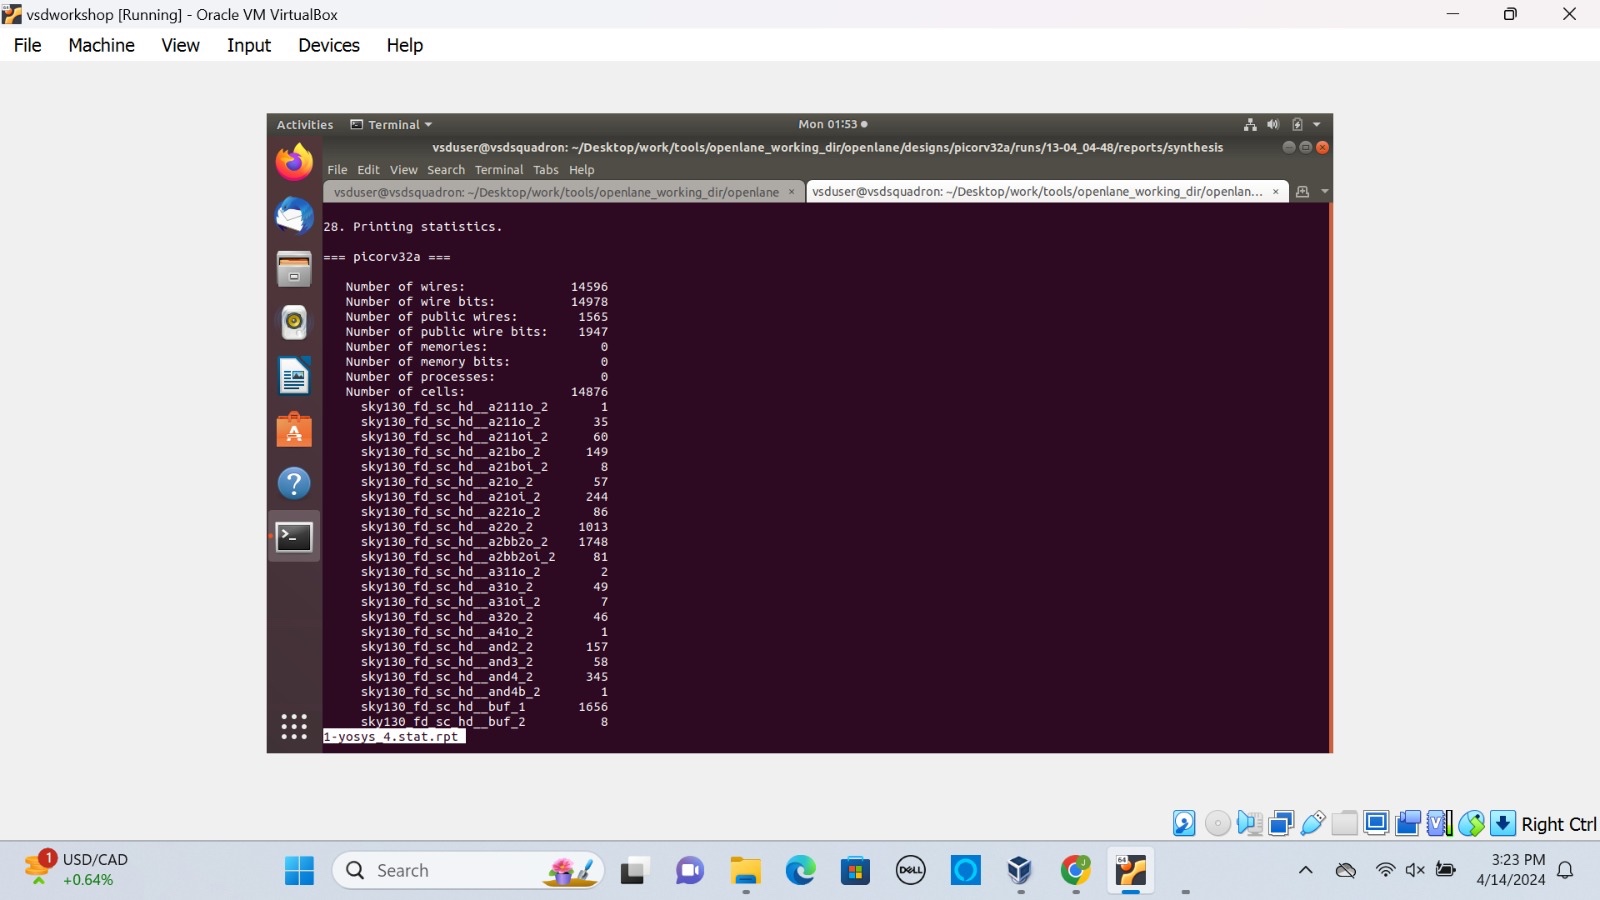 vsdworkshop [Running] - Oracle VM VirtualBox
File Machine View Input Devices Help
Activities Terminal Mon 01:53
vsduser@vsdsquadron: ~/Desktop/work/tools/openlane_working_dir/openlane/designs/picorv32a/runs/13-04_04-48/reports/synthesis
File Edit View Search Terminal Tabs Help
vsduser@vsdsquadron: ~/Desktop/work/tools/openlane_working_dir/openlane × vsduser@vsdsquadron: ~/Desktop/work/tools/openlane_working_dir/openlan... ×
28. Printing statistics.
=== picorv32a ===
Number of wires: 14596
Number of wire bits: 14978
Number of public wires: 1565
Number of public wire bits: 1947
Number of memories: 0
Number of memory bits: 0
Number of processes: 0
Number of cells: 14876
sky130_fd_sc_hd__a2111o_2 1
sky130_fd_sc_hd__a211o_2 35
sky130_fd_sc_hd__a211oi_2 60
sky130_fd_sc_hd__a21bo_2 149
sky130_fd_sc_hd__a21boi_2 8
sky130_fd_sc_hd__a21o_2 57
sky130_fd_sc_hd__a21oi_2 244
sky130_fd_sc_hd__a221o_2 86
sky130_fd_sc_hd__a22o_2 1013
sky130_fd_sc_hd__a2bb2o_2 1748
sky130_fd_sc_hd__a2bb2oi_2 81
sky130_fd_sc_hd__a311o_2 2
sky130_fd_sc_hd__a31o_2 49
sky130_fd_sc_hd__a31oi_2 7
sky130_fd_sc_hd__a32o_2 46
sky130_fd_sc_hd__a41o_2 1
sky130_fd_sc_hd__and2_2 157
sky130_fd_sc_hd__and3_2 58
sky130_fd_sc_hd__and4_2 345
sky130_fd_sc_hd__and4b_2 1
sky130_fd_sc_hd__buf_1 1656
sky130_fd_sc_hd__buf_2 8
1-yosys_4.stat.rpt
Right Ctrl
1
USD/CAD
+0.64%
Search
DELL
64
3:23 PM
4/14/2024